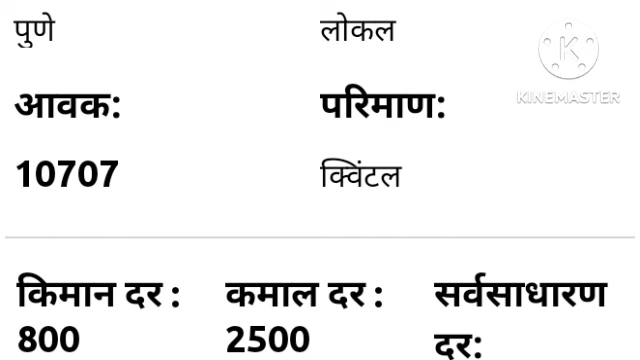 पुणे लोकल
KINEMASTER
आवक: परिमाण:
10707 क्विंटल
किमान दर : कमाल दर : सर्वसाधारण
800 2500 दर: